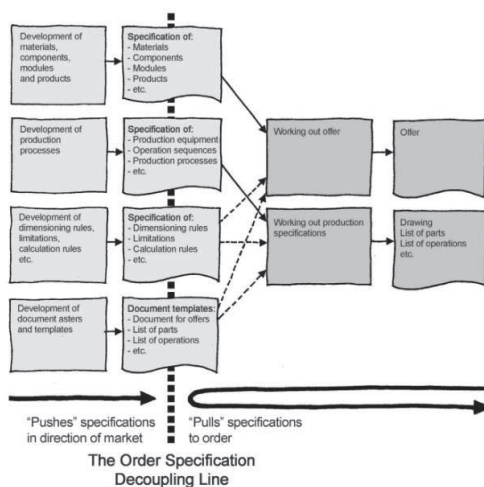 Development of
materials,
components,
modules
and products
Specification of:
- Materials
- Components
- Modules
- Products
- etc.
Development of
production
processes
Specification of:
- Production equipment
- Operation sequences
- Production processes
- etc.
Working out offer
Offer
Development of
dimensioning rules,
limitations,
calculation rules
etc.
Specification of:
- Dimensioning rules
- Limitations
- Calculation rules
- etc.
Working out production
specifications
Drawing
List of parts
List of operations
etc.
Development of
document asters
and templates
Document templates:
- Document for offers
- List of parts
- List of operations
- etc.
"Pushes" specifications
in direction of market
"Pulls" specifications
to order
The Order Specification
Decoupling Line